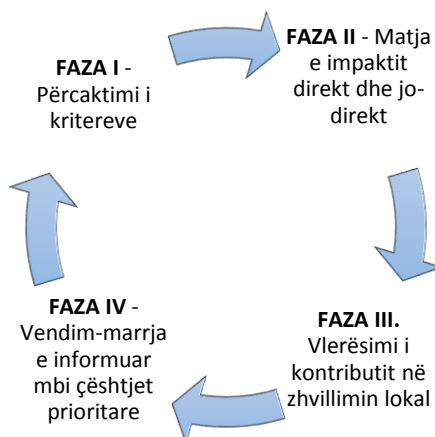 FAZA I -
Përcaktimi i
kritereve
FAZA II - Matja
e impaktit
direkt dhe jo-
direkt
FAZA III.
Vlerësimi i
kontributit në
zhvillimin lokal
FAZA IV -
Vendim-marrja
e informuar
mbi çështjet
prioritare